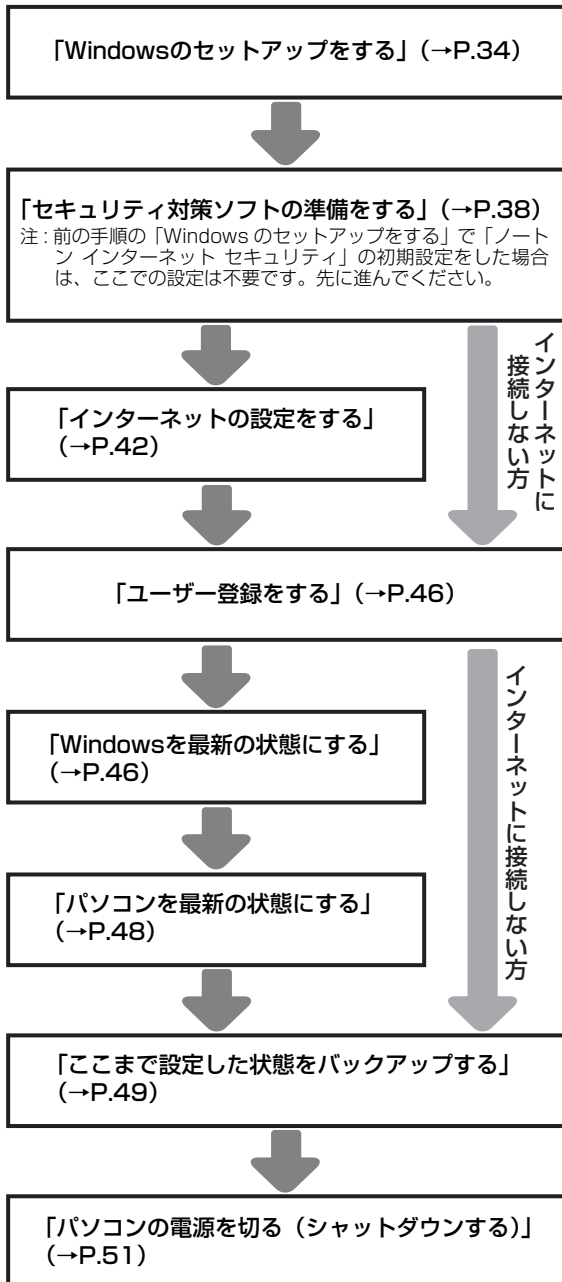 「Windowsのセットアップをする」（→P.34）
「セキュリティ対策ソフトの準備をする」（→P.38）
注：前の手順の「Windows のセットアップをする」で「ノート
ン インターネット セキュリティ」の初期設定をした場合
は、ここでの設定は不要です。先に進んでください。
インターネットに
接続しない方
「インターネットの設定をする」
（→P.42）
「ユーザー登録をする」（→P.46）
インターネットに接続しない方
「Windowsを最新の状態にする」
（→P.46）
「パソコンを最新の状態にする」
（→P.48）
「ここまで設定した状態をバックアップする」
（→P.49）
「パソコンの電源を切る（シャットダウンする）」
（→P.51）